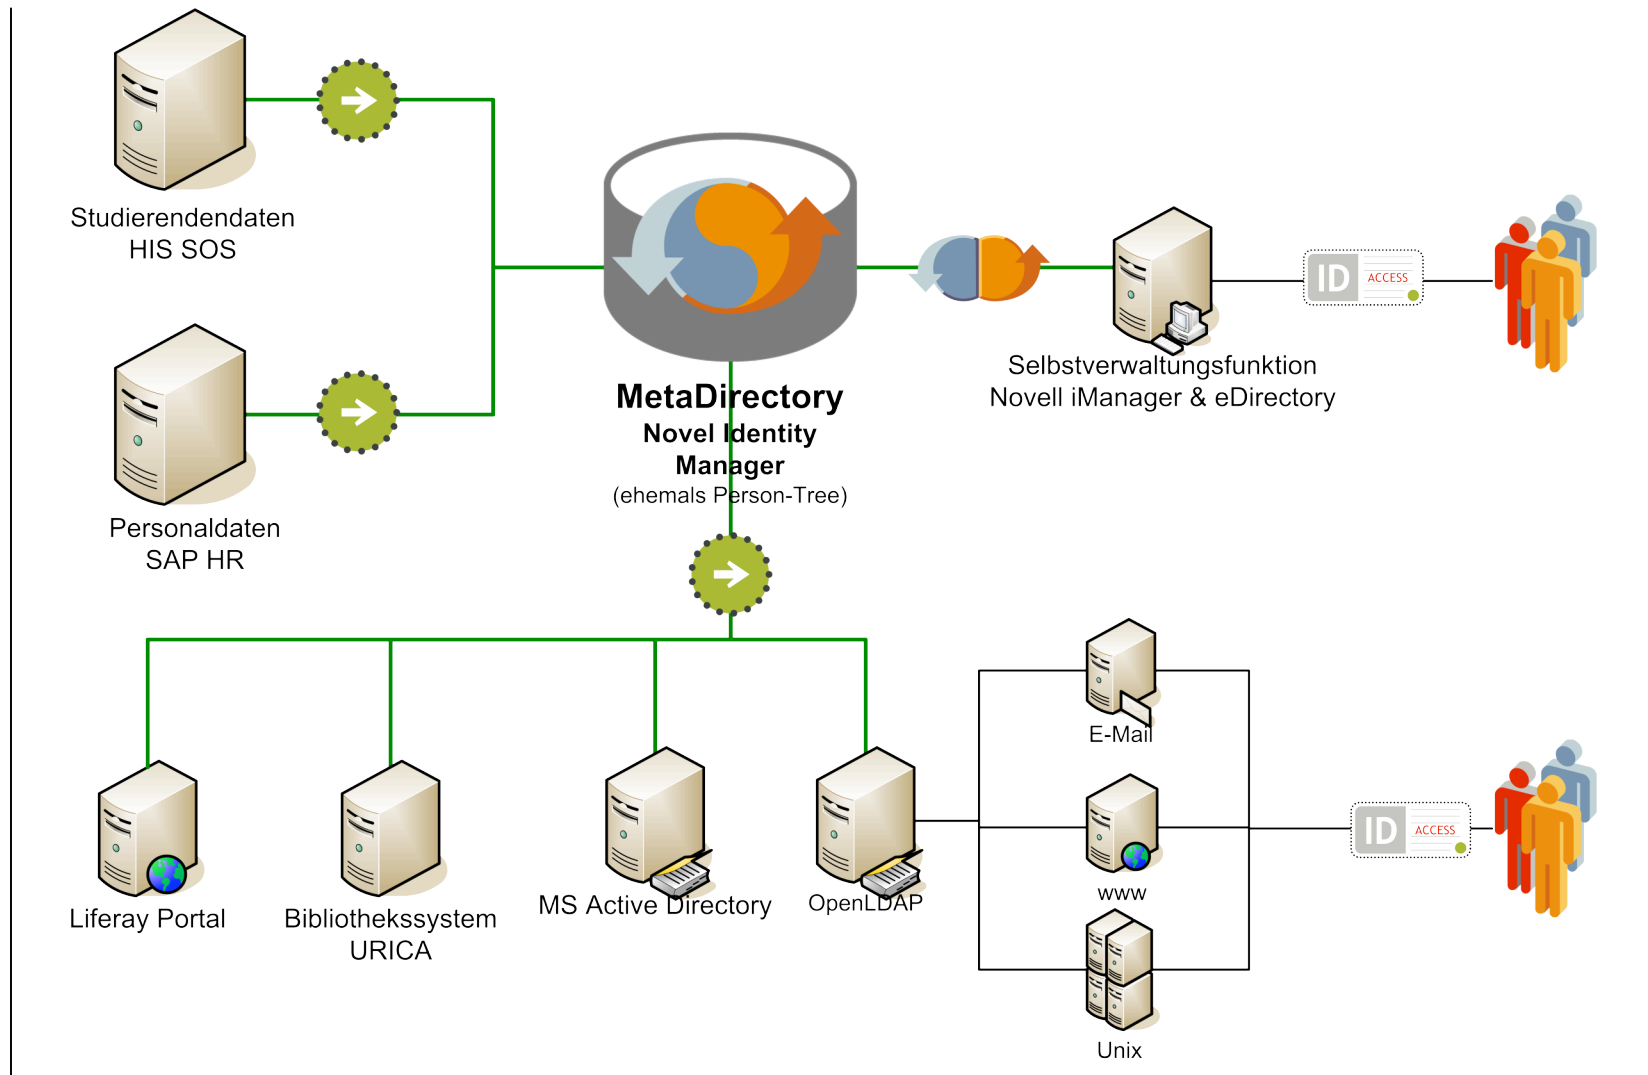 Studierendendaten
HIS SOS
Personaldaten
SAP HR
MetaDirectory
Novel Identity
Manager
(ehemals Person-Tree)
Selbstverwaltungsfunktion
Novell iManager & eDirectory
ID ACCESS
Liferay Portal
Bibliothekssystem
URICA
MS Active Directory
OpenLDAP
E-Mail
www
Unix
ID ACCESS